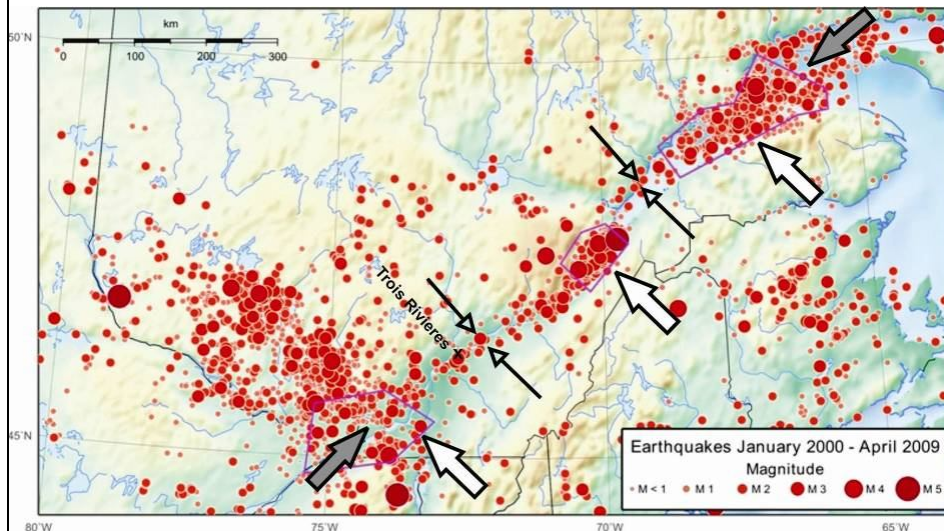 50°N
km
0 100 200 300
Trois Rivieres x
45°N
80°W
75°W
70°W
65°W
Earthquakes January 2000 - April 2009
Magnitude
M < 1 M 1 M 2 M 3 M 4 M 5